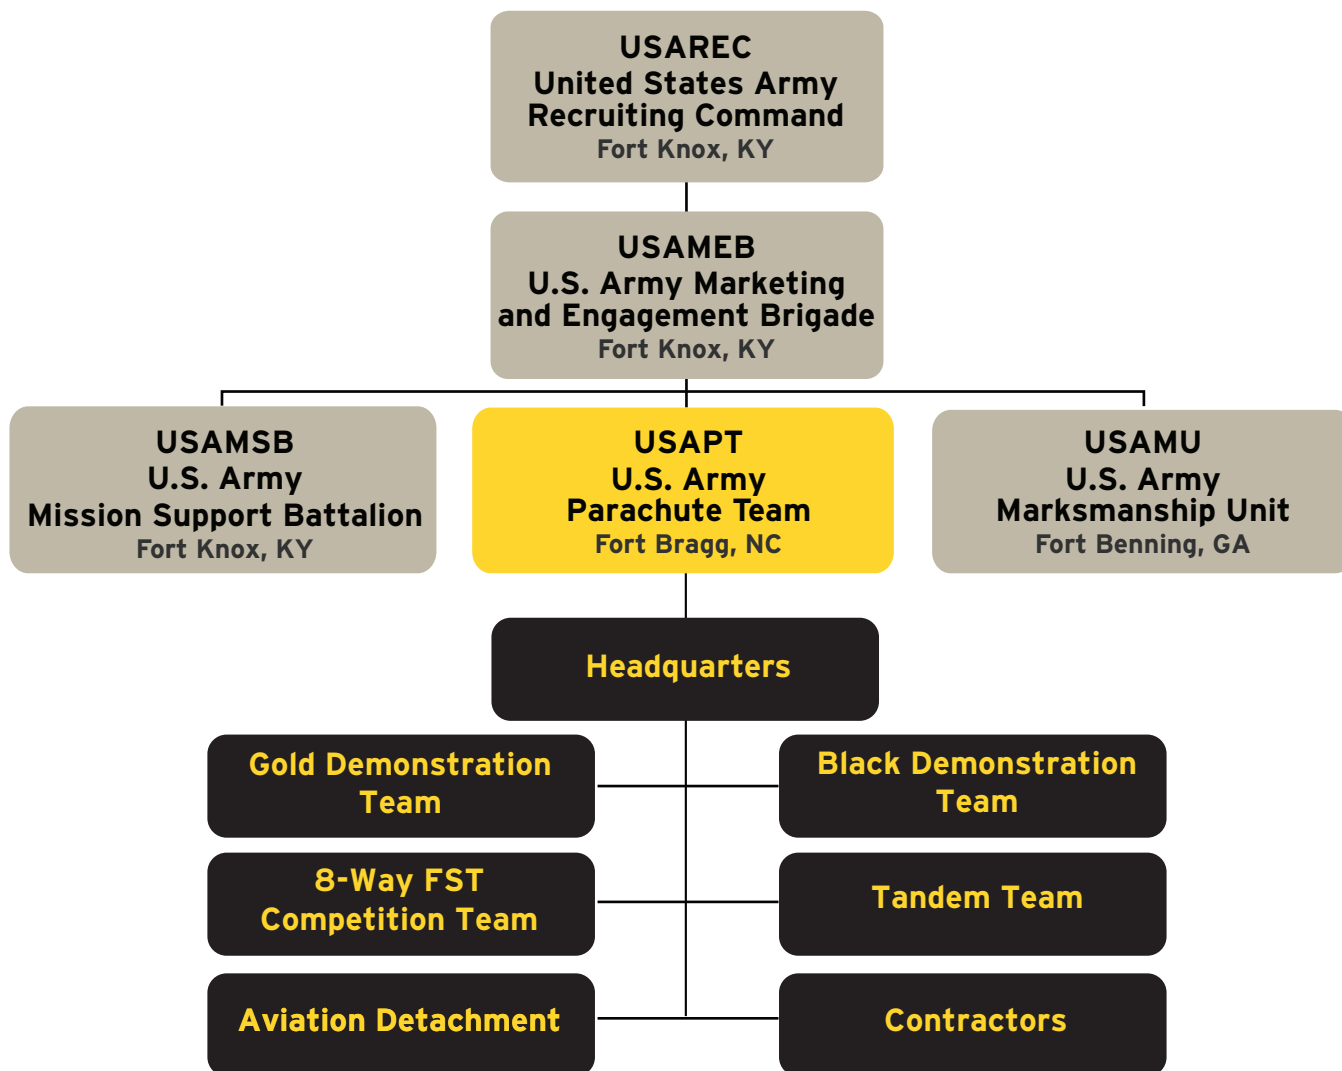 USAREC
United States Army
Recruiting Command
Fort Knox, KY
USAMEB
U.S. Army Marketing
and Engagement Brigade
Fort Knox, KY
USAMSB
U.S. Army
Mission Support Battalion
Fort Knox, KY
USAPT
U.S. Army
Parachute Team
Fort Bragg, NC
USAMU
U.S. Army
Marksmanship Unit
Fort Benning, GA
Headquarters
Gold Demonstration
Team
Black Demonstration
Team
8-Way FST
Competition Team
Tandem Team
Aviation Detachment
Contractors